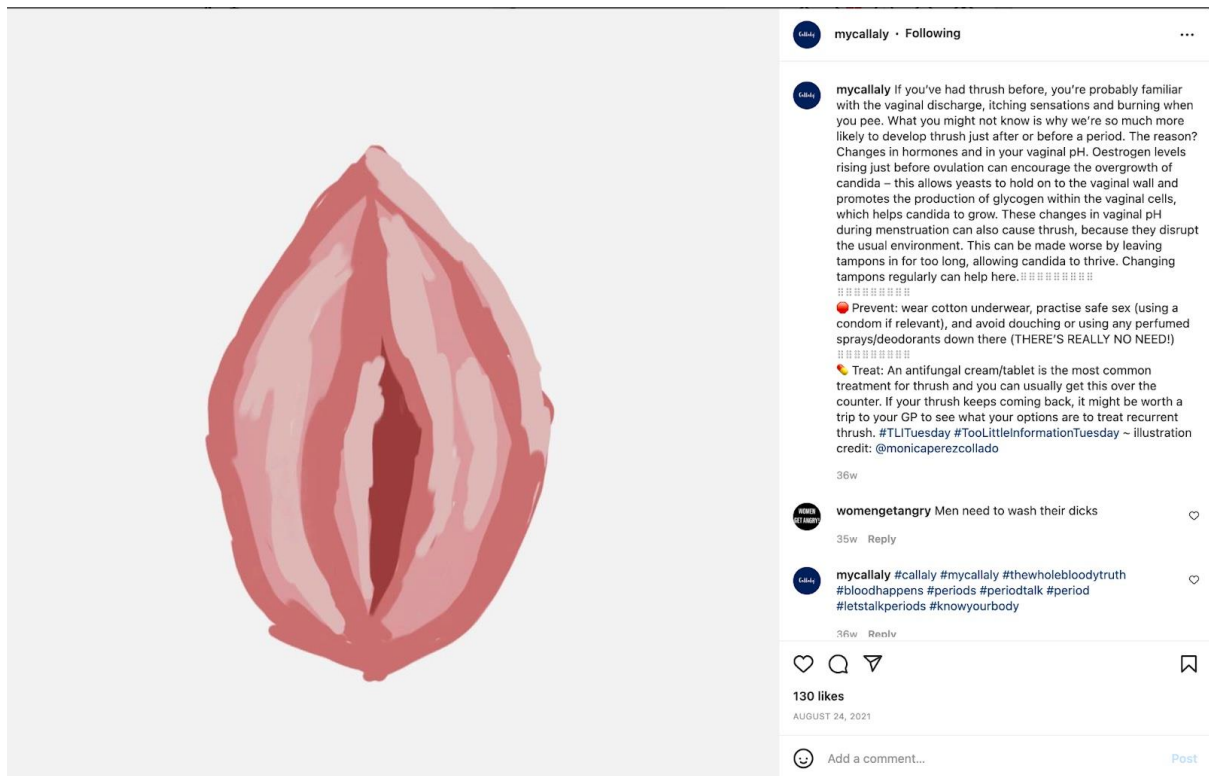 mycallaly • Following
mycallaly If you've had thrush before, you're probably familiar
with the vaginal discharge, itching sensations and burning when
you pee. What you might not know is why we're so much more
likely to develop thrush just after or before a period. The reason?
Changes in hormones and in your vaginal pH. Oestrogen levels
rising just before ovulation can encourage the overgrowth of
candida – this allows yeasts to hold on to the vaginal wall and
promotes the production of glycogen within the vaginal cells,
which helps candida to grow. These changes in vaginal pH
during menstruation can also cause thrush, because they disrupt
the usual environment. This can be made worse by leaving
tampons in for too long, allowing candida to thrive. Changing
tampons regularly can help here.⠿⠿⠿⠿⠿⠿⠿⠿⠿
⠿⠿⠿⠿⠿⠿⠿⠿⠿
🛑 Prevent: wear cotton underwear, practise safe sex (using a
condom if relevant), and avoid douching or using any perfumed
sprays/deodorants down there (THERE'S REALLY NO NEED!)
⠿⠿⠿⠿⠿⠿⠿⠿⠿
💊 Treat: An antifungal cream/tablet is the most common
treatment for thrush and you can usually get this over the
counter. If your thrush keeps coming back, it might be worth a
trip to your GP to see what your options are to treat recurrent
thrush. #TLITuesday #TooLittleInformationTuesday ~ illustration
credit: @monicaperezcollado
36w
WOMEN
GET ANGRY!
womengetangry Men need to wash their dicks
35w Reply
Callaly
mycallaly #callaly #mycallaly #thewholebloodytruth
#bloodhappens #periods #periodtalk #period
#letstalkperiods #knowyourbody
36w Reply
130 likes
AUGUST 24, 2021
Add a comment...
Post